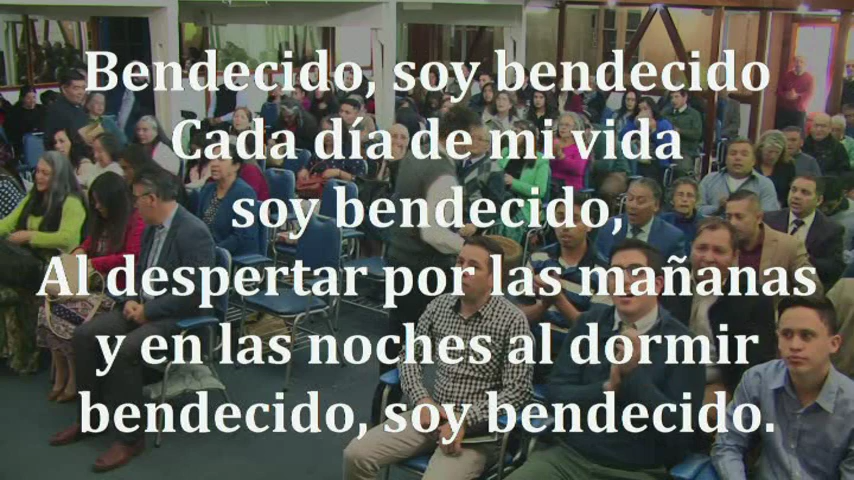 Bendecido, soy bendecido
Cada día de mi vida
soy bendecido,
Al despertar por las mañanas
y en las noches al dormir
bendecido, soy bendecido.